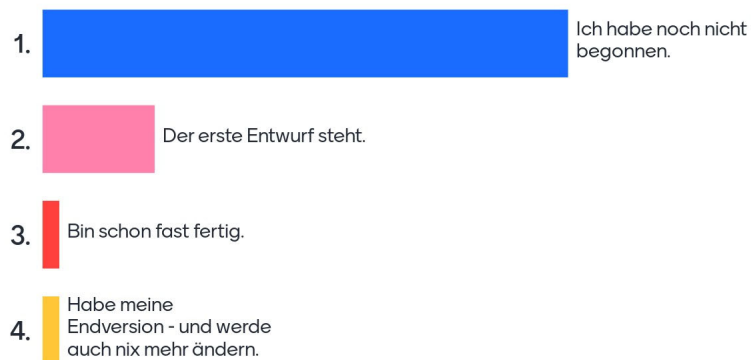 1.
Ich habe noch nicht
begonnen.
2.
Der erste Entwurf steht.
3.
Bin schon fast fertig.
4.
Habe meine
Endversion - und werde
auch nix mehr ändern.